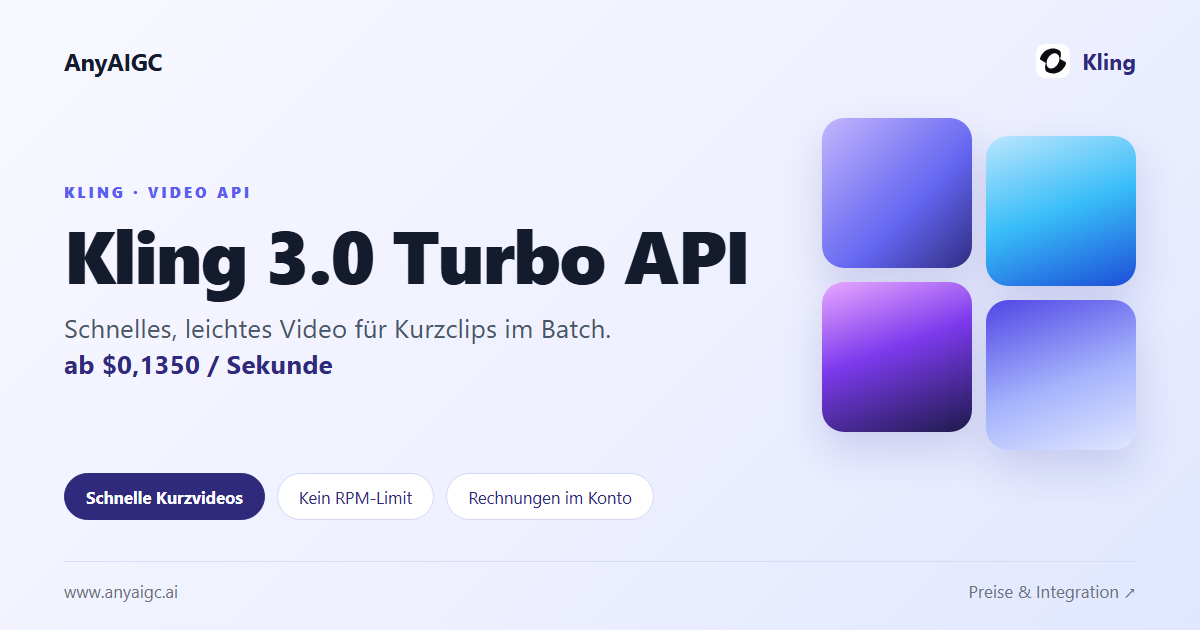 AnyAIGC
Kling
KLING · VIDEO API
Kling 3.0 Turbo API
Schnelles, leichtes Video für Kurzclips im Batch.
ab $0,1350 / Sekunde
Schnelle Kurzvideos
Kein RPM-Limit
Rechnungen im Konto
www.anyaigc.ai
Preise & Integration ↗